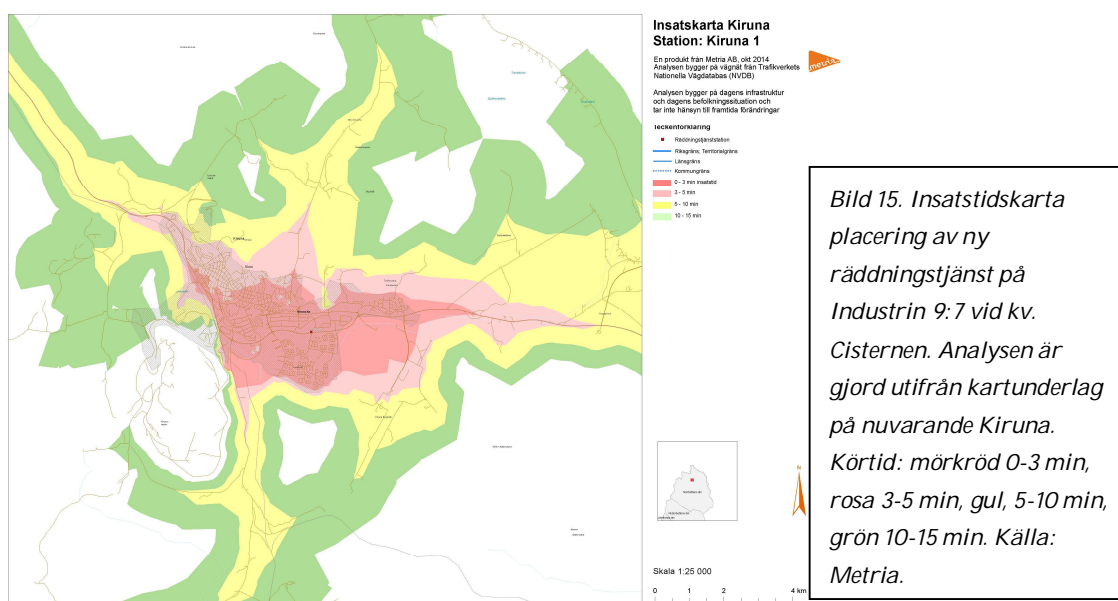 Insatskarta Kiruna
Station: Kiruna 1
En produkt från Metria AB, okt 2014
Analysen bygger på vägnät från Trafikverkets
Nationella Vägdatabas (NVDB)
metria
Analysen bygger på dagens infrastruktur
och dagens befolkningssituation och
tar inte hänsyn till framtida förändringar
Teckenförklaring
Räddningstjänststation
Riksgräns; Territorialgräns
Länsgräns
Kommungräns
0 - 3 min insatstid
3 - 5 min
5 - 10 min
10 - 15 min
N
Skala 1:25 000
0 1 2 4 km
Bild 15. Insatstidskarta
placering av ny
räddningstjänst på
Industrin 9:7 vid kv.
Cisternen. Analysen är
gjord utifrån kartunderlag
på nuvarande Kiruna.
Körtid: mörkröd 0-3 min,
rosa 3-5 min, gul, 5-10 min,
grön 10-15 min. Källa:
Metria.